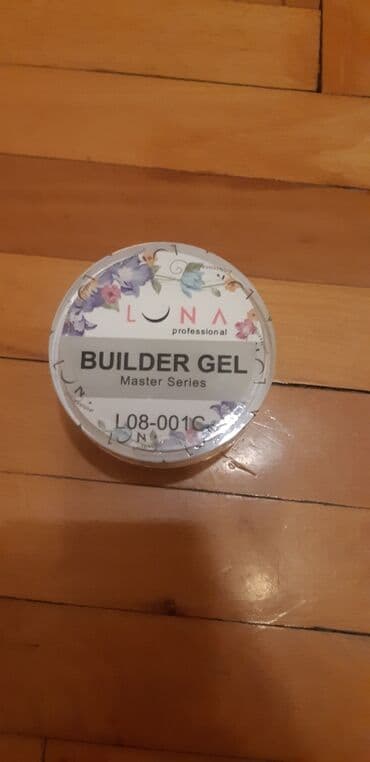 LUNA
professional
BUILDER GEL
Master Series
L08-001C